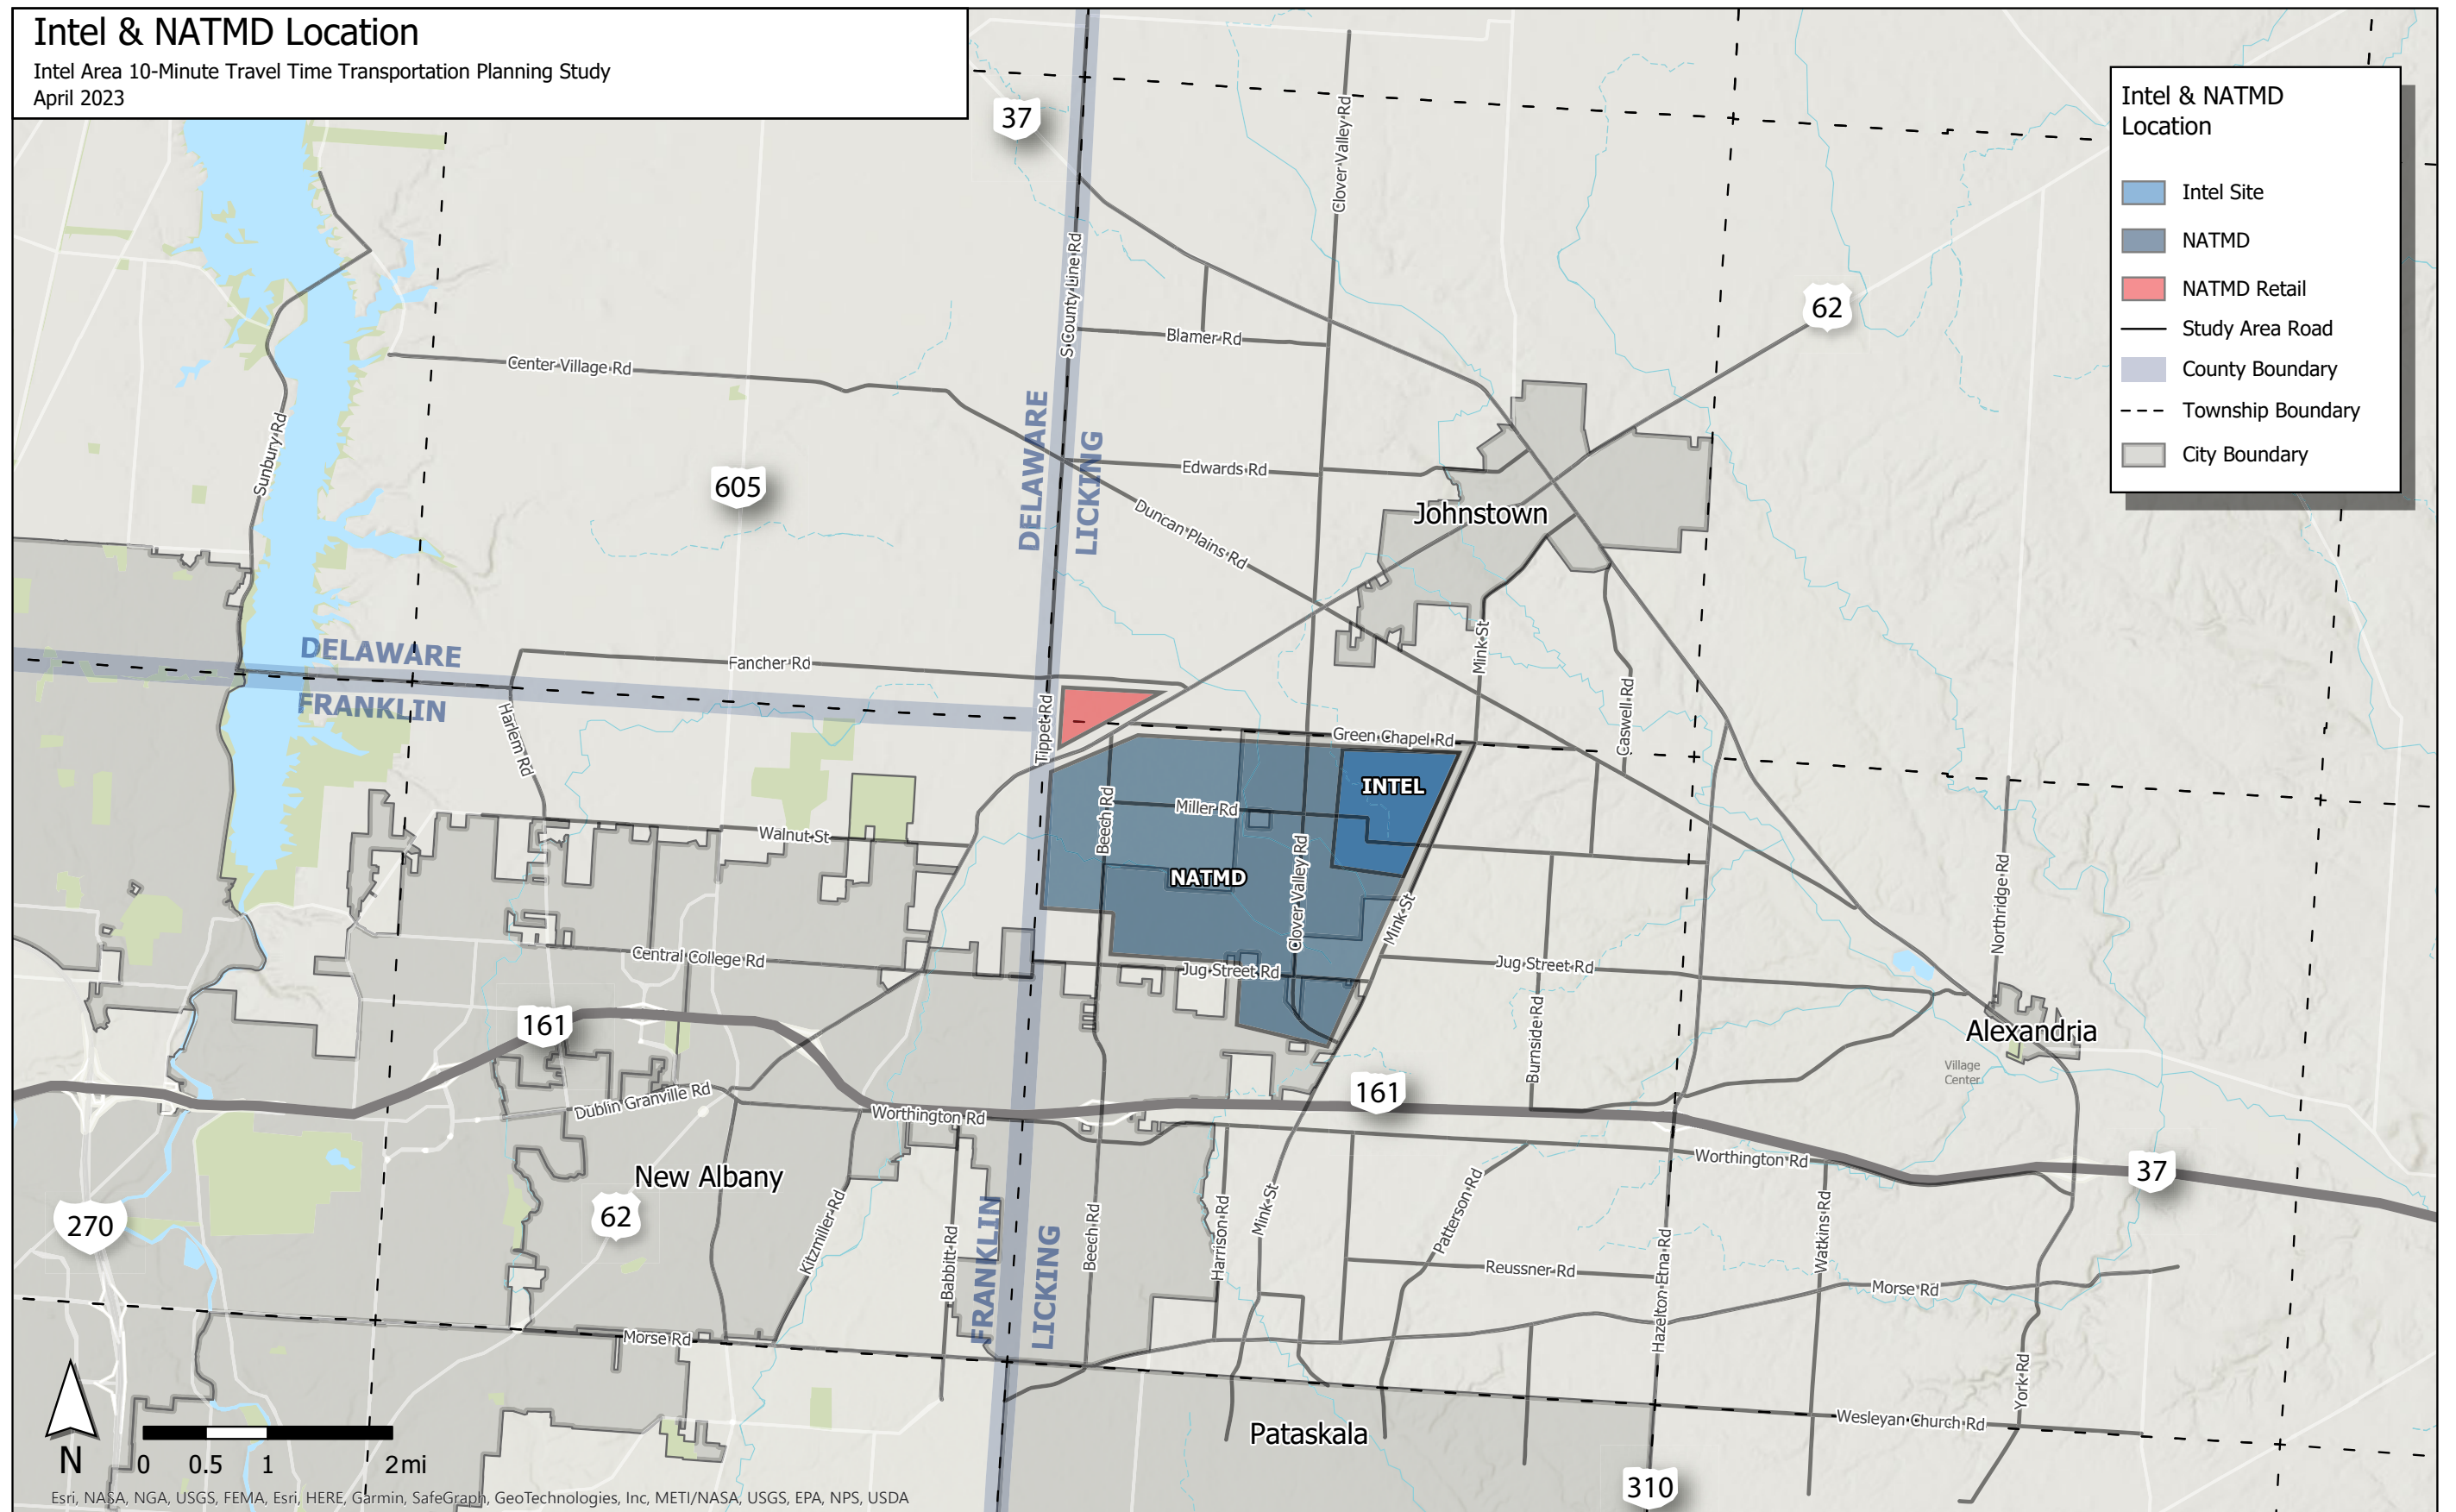 Intel & NATMD Location
Intel Area 10-Minute Travel Time Transportation Planning Study
April 2023
Intel & NATMD
Location
Intel Site
NATMD
NATMD Retail
Study Area Road
County Boundary
Township Boundary
City Boundary
37
Clover Valley Rd
S County Line Rd
62
Blamer Rd
Center Village Rd
Sunbury Rd
DELAWARE
LICKING
Edwards Rd
605
Johnstown
Duncan Plains Rd
Mink St
DELAWARE
FRANKLIN
Fancher Rd
Harlem Rd
Tippet Rd
Caswell Rd
Green Chapel Rd
INTEL
Miller Rd
Beech Rd
Walnut St
NATMD
Clover Valley Rd
Mink St
Northridge Rd
Central College Rd
Jug Street Rd
Jug Street Rd
161
Burnside Rd
Alexandria
Village
Center
161
Dublin Granville Rd
Worthington Rd
Worthington Rd
37
New Albany
62
270
Kitzmiller Rd
Babbitt Rd
FRANKLIN
LICKING
Beech Rd
Harrison Rd
Mink St
Patterson Rd
Reussner Rd
Hazelton-Etna Rd
Watkins Rd
Morse Rd
Morse Rd
York Rd
Wesleyan Church Rd
Pataskala
310
N
0 0.5 1 2mi
Esri, NASA, NGA, USGS, FEMA, Esri, HERE, Garmin, SafeGraph, GeoTechnologies, Inc, METI/NASA, USGS, EPA, NPS, USDA